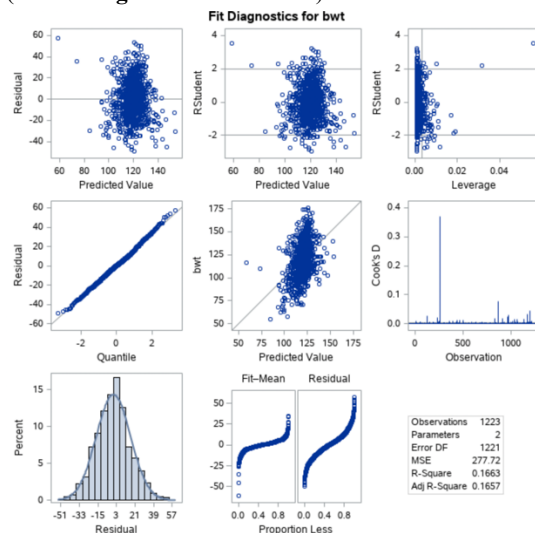 Fit Diagnostics for bwt
60
40
20
0
-20
-40
Residual
60 80 100 120 140
Predicted Value
4
2
0
-2
RStudent
60 80 100 120 140
Predicted Value
4
2
0
-2
RStudent
0.00 0.02 0.04
Leverage
60
40
20
0
-20
-40
-60
Residual
-2 0 2
Quantile
175
150
125
100
75
50
bwt
50 75 100 125 150 175
Predicted Value
0.4
0.3
0.2
0.1
0.0
Cook's D
0 500 1000
Observation
15
10
5
0
Percent
-51 -33 -15 3 21 39 57
Residual
Fit–Mean Residual
50
25
0
-25
-50
0.0 0.4 0.8 0.0 0.4 0.8
Proportion Less
Observations 1223
Parameters 2
Error DF 1221
MSE 277.72
R-Square 0.1663
Adj R-Square 0.1657